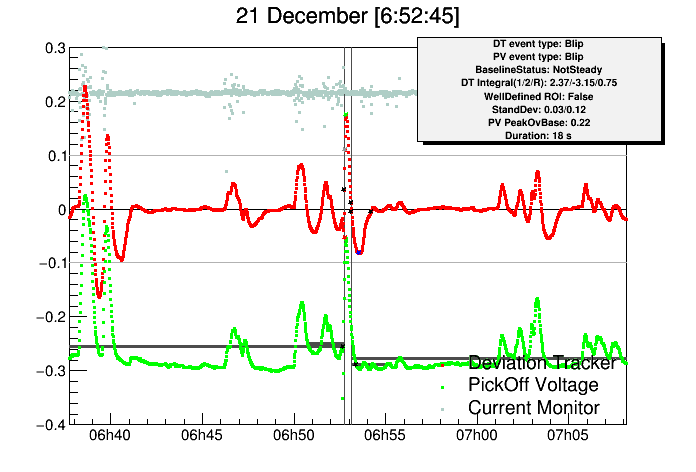 21 December [6:52:45]
DT event type: Blip
PV event type: Blip
BaselineStatus: NotSteady
DT Integral(1/2/R): 2.37/-3.15/0.75
WellDefined ROI: False
StandDev: 0.03/0.12
PV PeakOvBase: 0.22
Duration: 18 s
0.3
0.2
0.1
0
−0.1
−0.2
−0.3
−0.4
Deviation Tracker
PickOff Voltage
Current Monitor
06h40 06h45 06h50 06h55 07h00 07h05